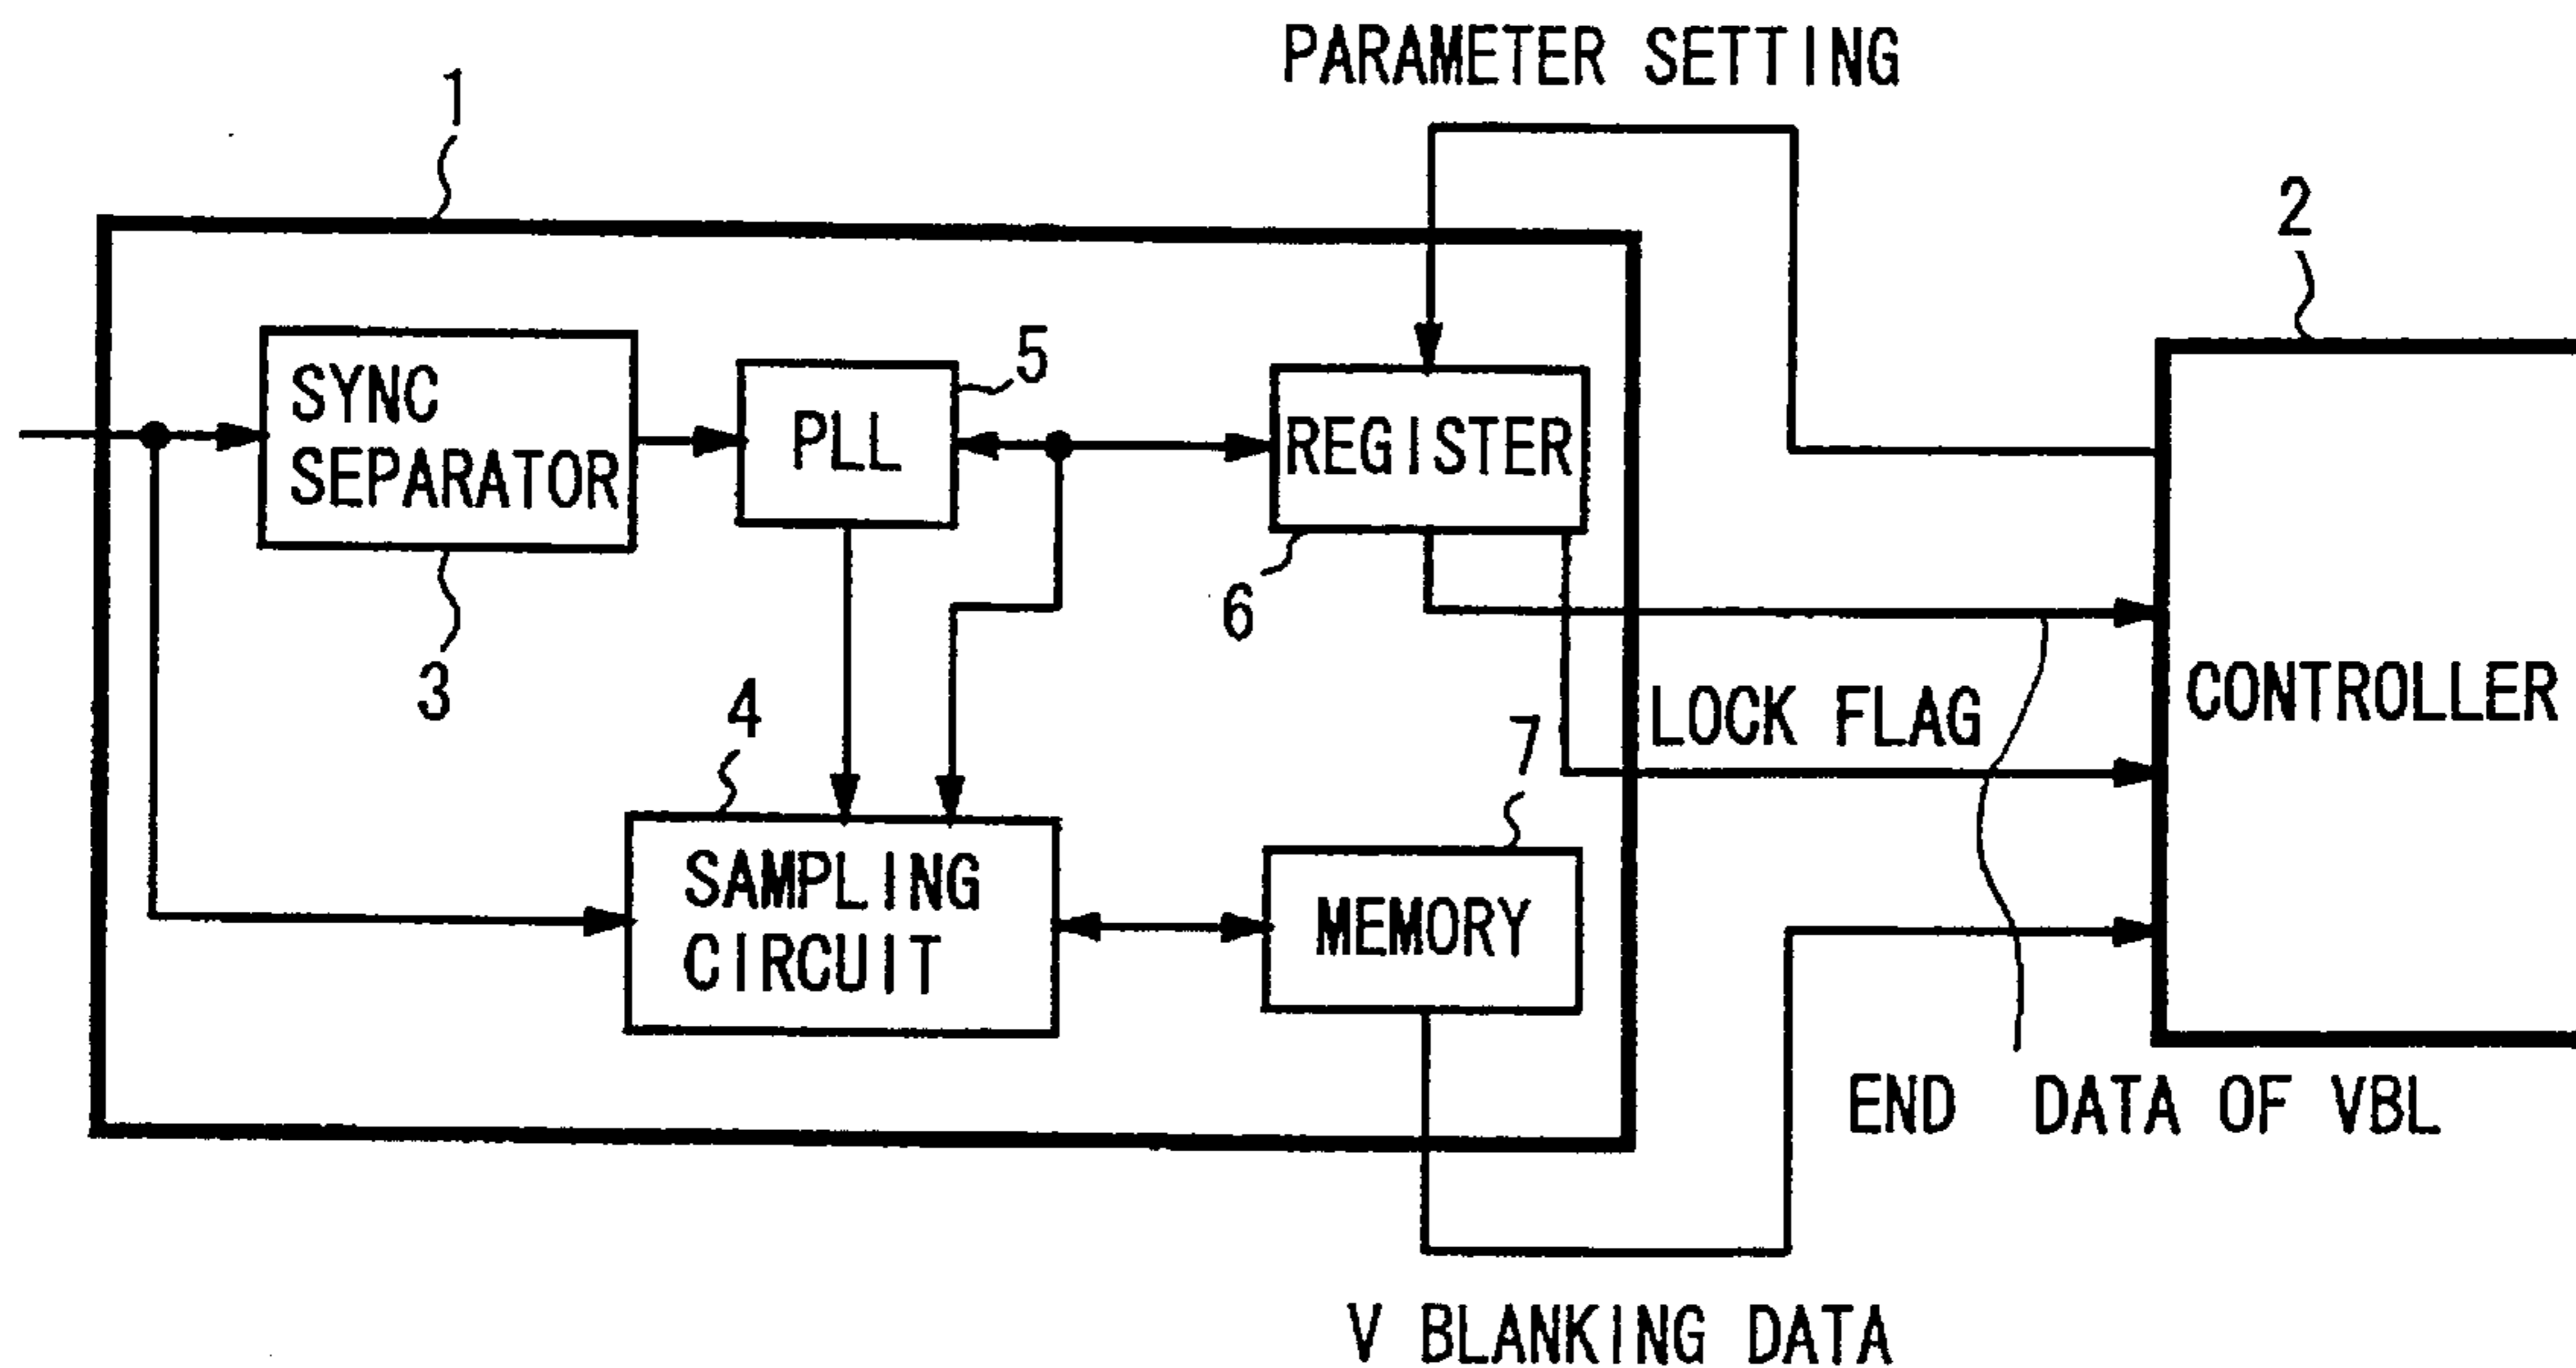 PARAMETER SETTING
1
2
SYNC
SEPARATOR
3
PLL
5
REGISTER
6
LOCK FLAG
CONTROLLER
4
7
SAMPLING
CIRCUIT
MEMORY
END DATA OF VBL
V BLANKING DATA